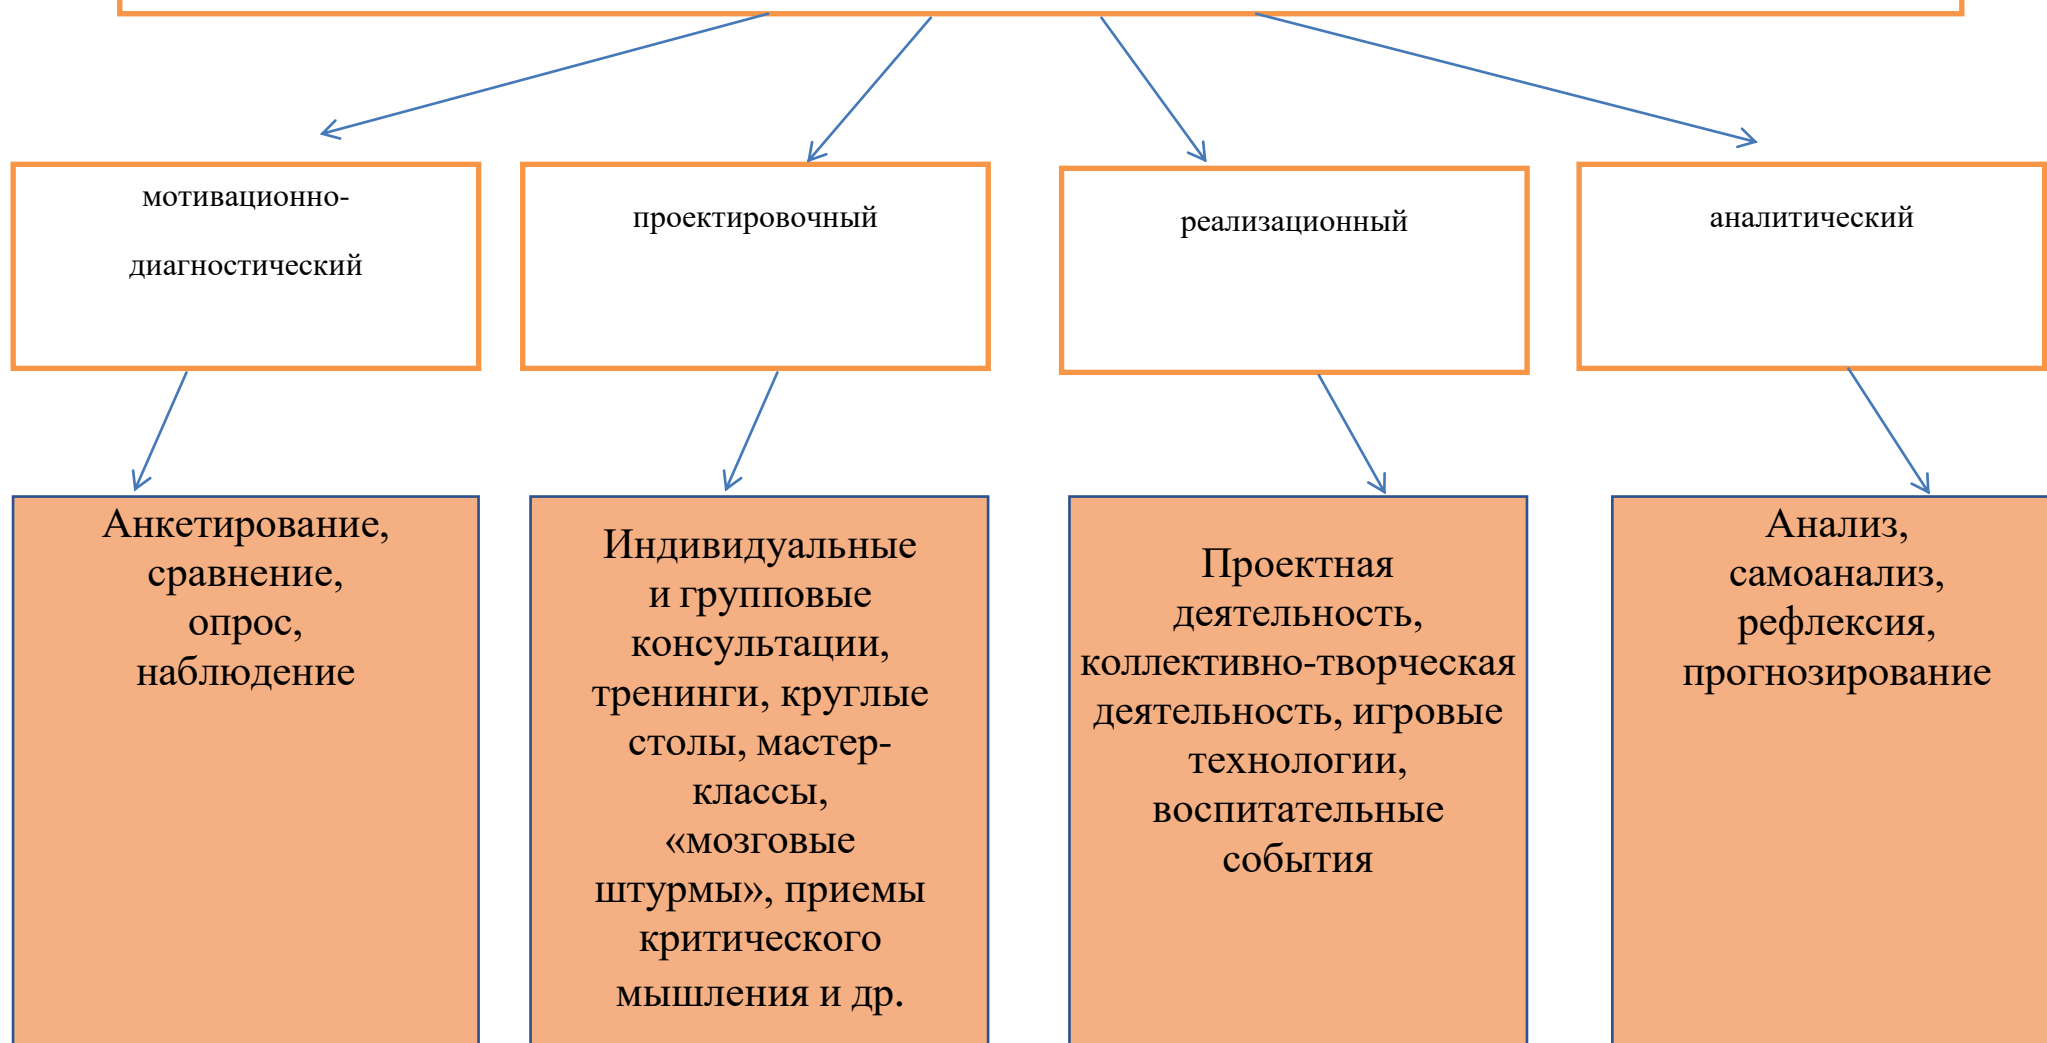 мотивационно-
диагностический
проектировочный
реализационный
аналитический
Анкетирование,
сравнение,
опрос,
наблюдение
Индивидуальные
и групповые
консультации,
тренинги, круглые
столы, мастер-
классы,
«мозговые
штурмы», приемы
критического
мышления и др.
Проектная
деятельность,
коллективно-творческая
деятельность, игровые
технологии,
воспитательные
события
Анализ,
самоанализ,
рефлексия,
прогнозирование